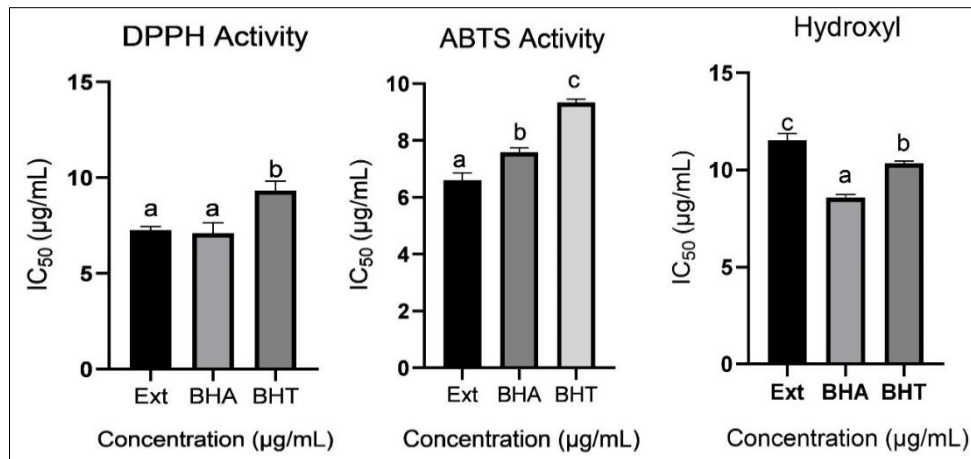 DPPH Activity
15
10
5
0
IC50 (µg/mL)
a
a
b
Ext BHA BHT
Concentration (µg/mL)
ABTS Activity
10
8
6
4
2
0
IC50 (µg/mL)
a
b
c
Ext BHA BHT
Concentration (µg/mL)
Hydroxyl
15
10
5
0
IC50 (µg/mL)
c
a
b
Ext BHA BHT
Concentration (µg/mL)